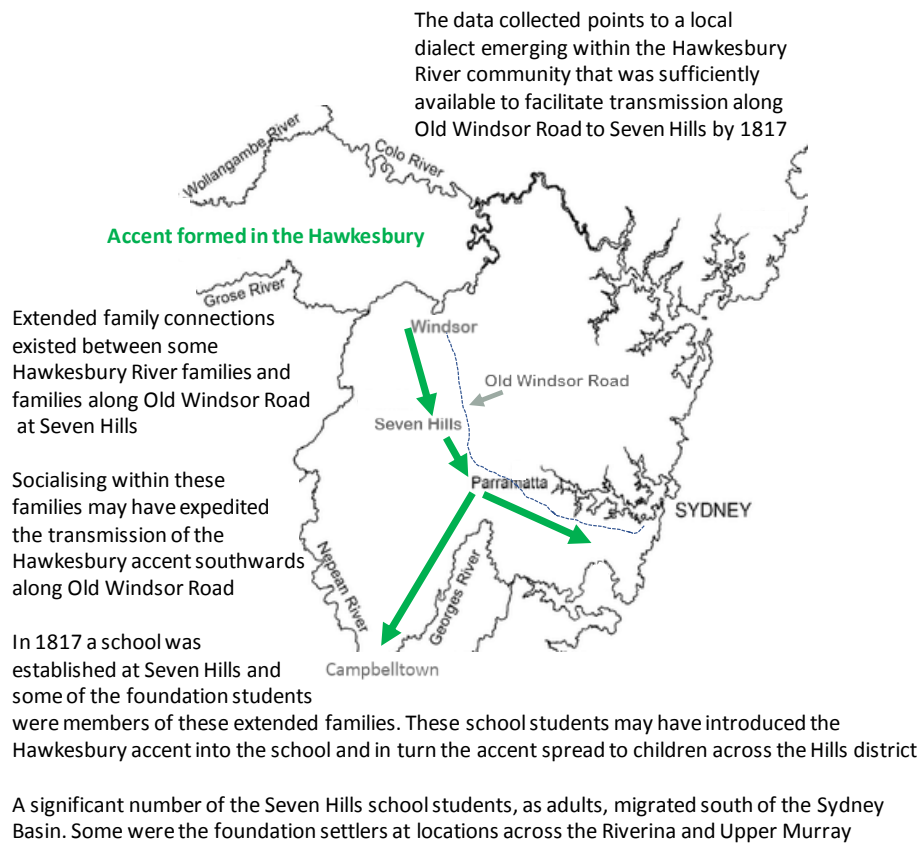 The data collected points to a local
dialect emerging within the Hawkesbury
River community that was sufficiently
available to facilitate transmission along
Old Windsor Road to Seven Hills by 1817
Wollangambe River
Colo River
Accent formed in the Hawkesbury
Grose River
Extended family connections
existed between some
Hawkesbury River families and
families along Old Windsor Road
at Seven Hills
Windsor
Old Windsor Road
Seven Hills
Parramatta
SYDNEY
Socialising within these
families may have expedited
the transmission of the
Hawkesbury accent southwards
along Old Windsor Road
Nepean River
Georges River
Campbelltown
In 1817 a school was
established at Seven Hills and
some of the foundation students
were members of these extended families. These school students may have introduced the
Hawkesbury accent into the school and in turn the accent spread to children across the Hills district
A significant number of the Seven Hills school students, as adults, migrated south of the Sydney
Basin. Some were the foundation settlers at locations across the Riverina and Upper Murray